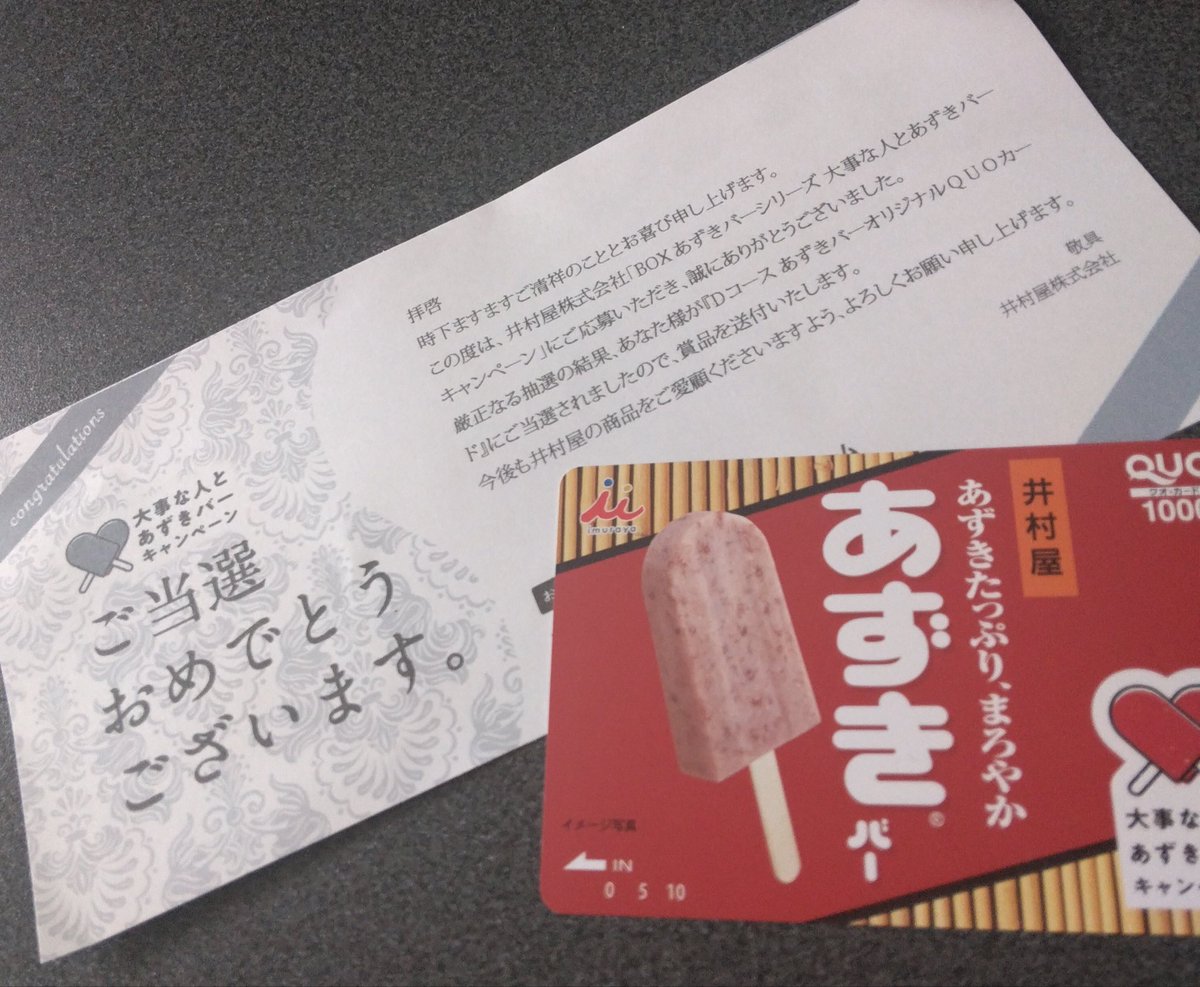 congratulations
大事な人と
あずきバー
キャンペーン
ご当選
おめでとう
ございます。
拝啓
時下ますますご清祥のこととお喜び申し上げます。
この度は、井村屋株式会社「BOXあずきバーシリーズ 大事な人とあずきバー
キャンペーン」にご応募いただき、誠にありがとうございました。
厳正なる抽選の結果、あなた様が『Dコース あずきバーオリジナルQUOカー
ド』にご当選されましたので、賞品を送付いたします。
今後も井村屋の商品をご愛顧くださいますよう、よろしくお願い申し上げます。
敬具
井村屋株式会社
お
imuraya
QUO
クオ・カード
1000
井村屋
あずきたっぷり、まろやか
あずき
バー
®
イメージ写真
IN
0 5 10
大事な
あずき
キャン